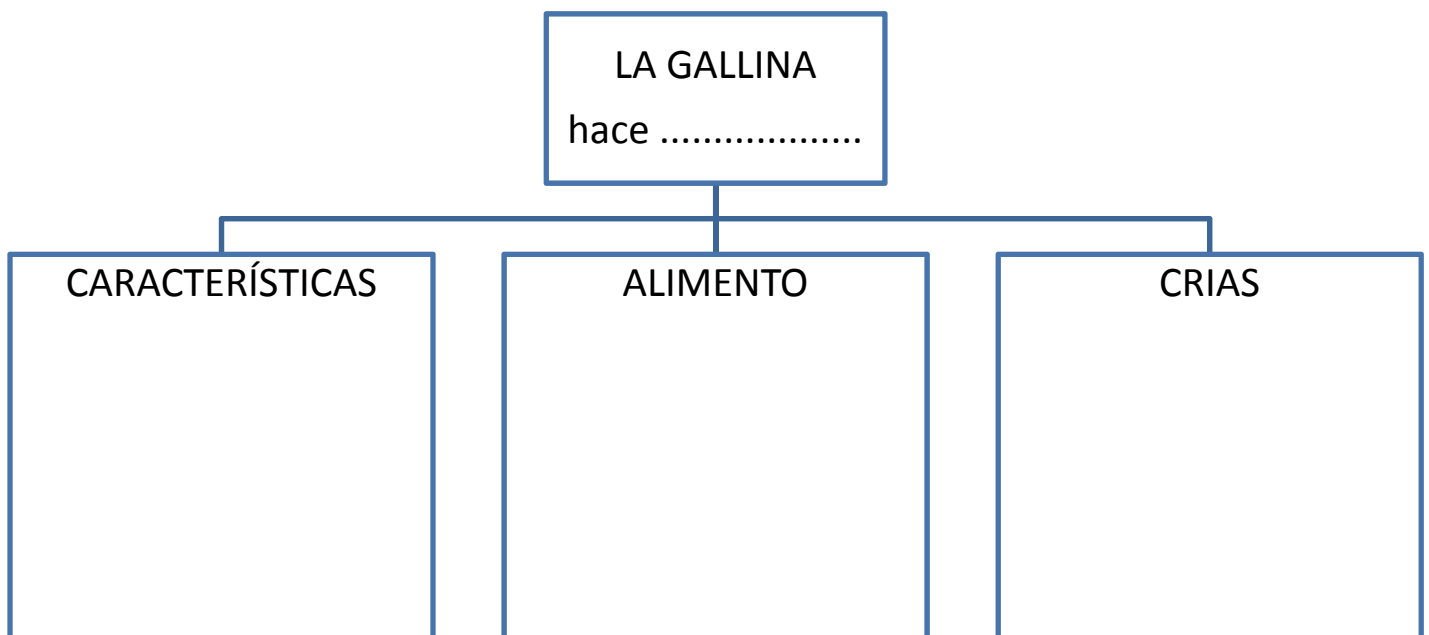 LA GALLINA
hace ...................
CARACTERÍSTICAS
ALIMENTO
CRIAS